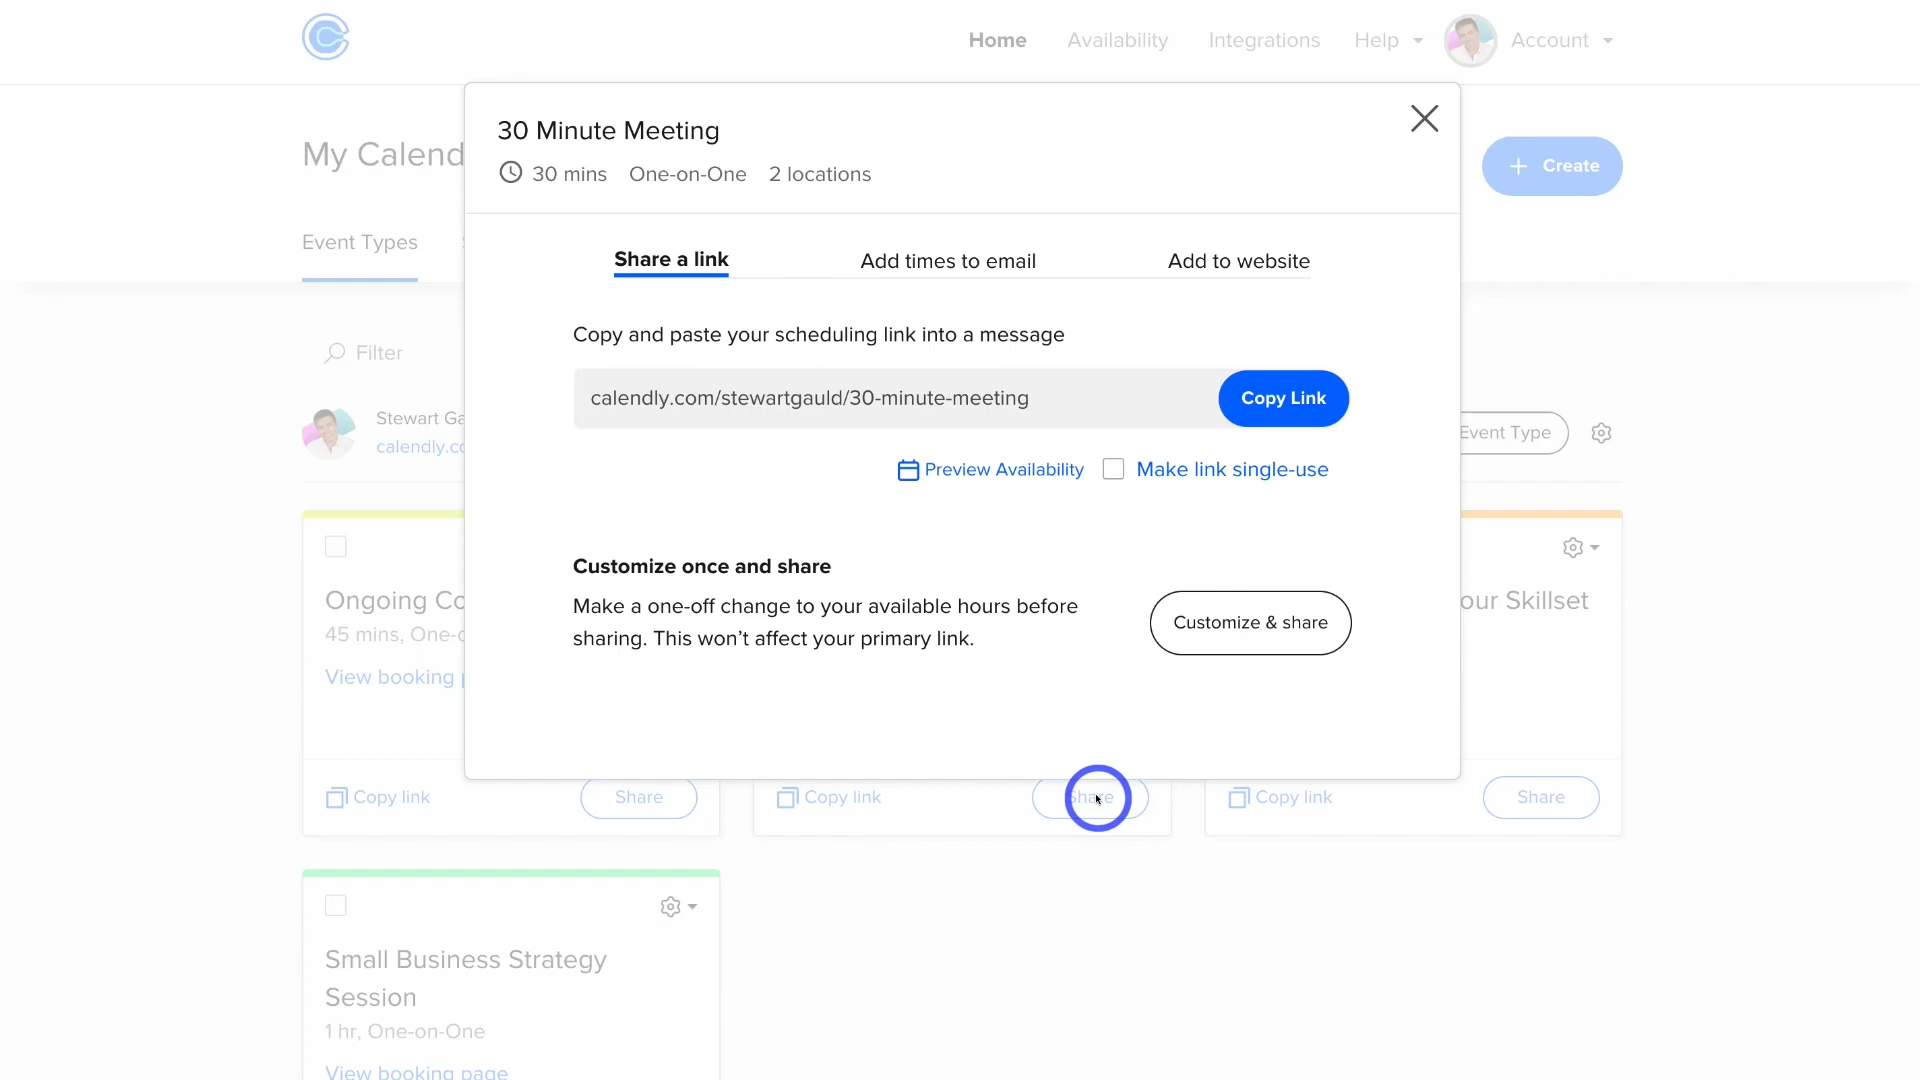 Home
Availability
Integrations
Help
Account
My Calend
Create
30 Minute Meeting
30 mins One-on-One 2 locations
Event Types
Share a link
Add times to email
Add to website
Copy and paste your scheduling link into a message
Filter
calendly.com/stewartgauld/30-minute-meeting
Copy Link
Stewart Ga
calendly.co
Event Type
Preview Availability
Make link single-use
Customize once and share
Make a one-off change to your available hours before
sharing. This won’t affect your primary link.
Customize & share
Ongoing Co
45 mins, One-o
View booking p
our Skillset
Copy link
Share
Copy link
Share
Copy link
Share
Small Business Strategy
Session
1 hr, One-on-One
View booking page